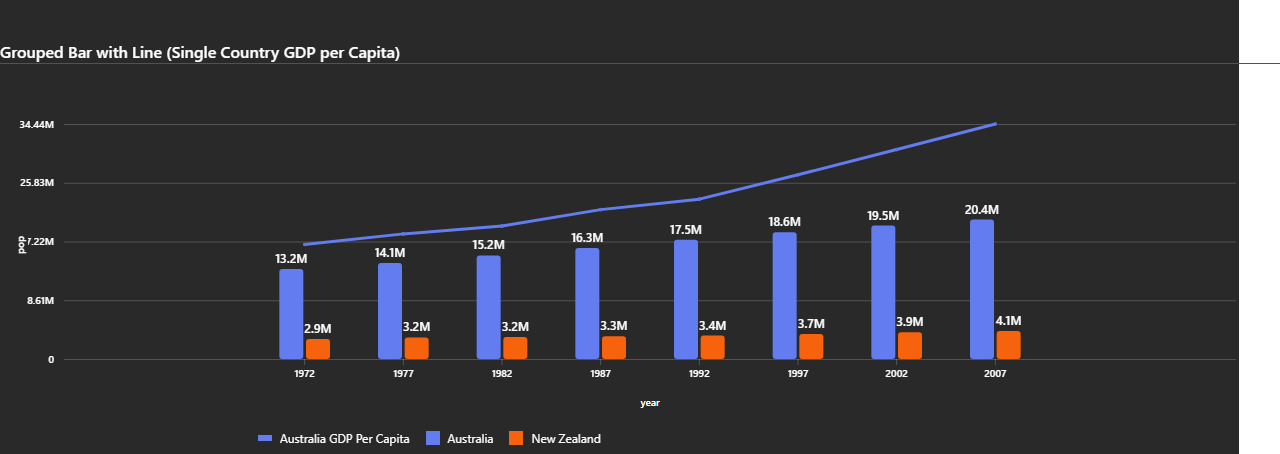 Grouped Bar with Line (Single Country GDP per Capita)
34.44M
25.83M
7.22M
8.61M
0
pop
13.2M 14.1M 15.2M 16.3M 17.5M 18.6M 19.5M 20.4M
2.9M 3.2M 3.2M 3.3M 3.4M 3.7M 3.9M 4.1M
1972 1977 1982 1987 1992 1997 2002 2007
year
Australia GDP Per Capita Australia New Zealand